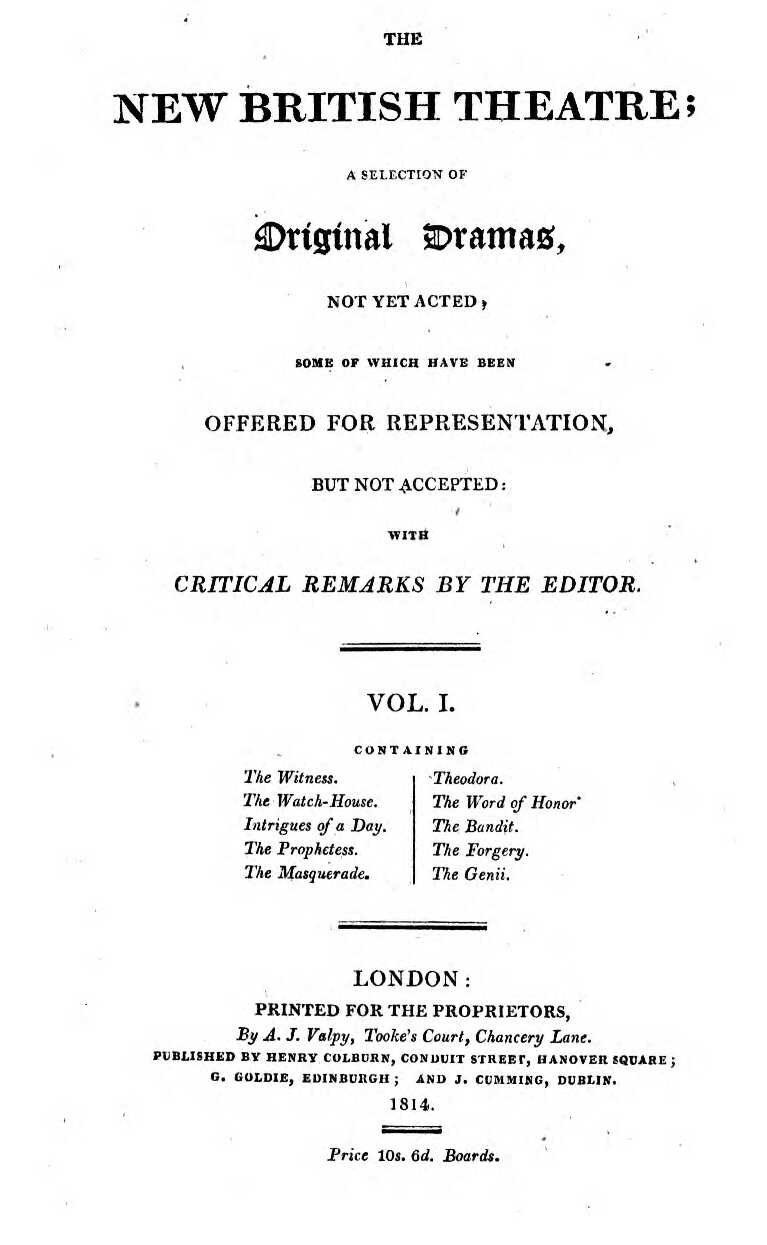 THE
NEW BRITISH THEATRE;
A SELECTION OF
Original Dramas,
NOT YET ACTED,
SOME OF WHICH HAVE BEEN
OFFERED FOR REPRESENTATION,
BUT NOT ACCEPTED:
WITH
CRITICAL REMARKS BY THE EDITOR.
VOL. I.
CONTAINING
The Witness.
The Watch-House.
Intrigues of a Day.
The Prophetess.
The Masquerade.
Theodora.
The Word of Honor
The Bandit.
The Forgery.
The Genii.
LONDON:
PRINTED FOR THE PROPRIETORS,
By A. J. Valpy, Tooke's Court, Chancery Lane.
PUBLISHED BY HENRY COLBURN, CONDUIT STREET, HANOVER SQUARE;
G. GOLDIE, EDINBURGH; AND J. CUMMING, DUBLIN.
1814.
Price 10s. 6d. Boards.